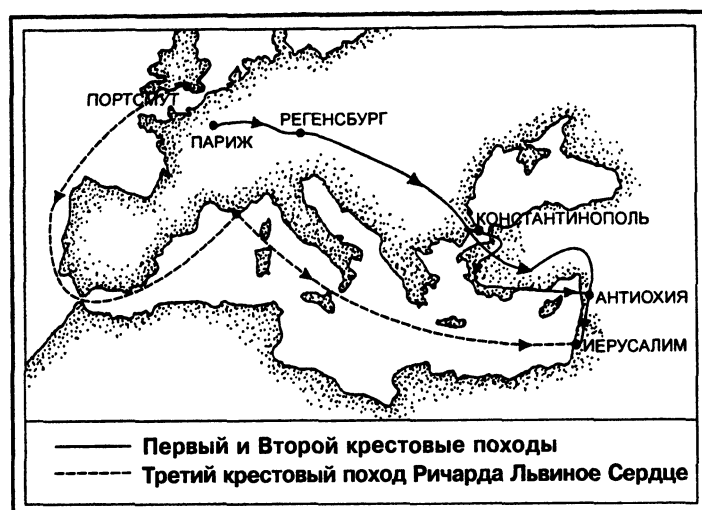 ПОРТСМУТ
ПАРИЖ
РЕГЕНСБУРГ
КОНСТАНТИНОПОЛЬ
АНТИОХИЯ
ИЕРУСАЛИМ
Первый и Второй крестовые походы
Третий крестовый поход Ричарда Львиное Сердце